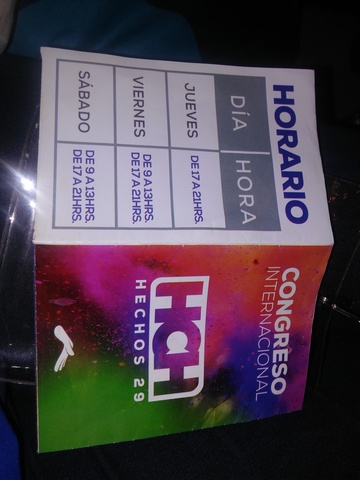 HORARIO
DÍA HORA
JUEVES DE 17 A 21HRS.
VIERNES DE 9 A 13HRS.
DE 17 A 21HRS.
SÁBADO DE 9 A 13HRS.
DE 17 A 21HRS.
CONGRESO
INTERNACIONAL
HCH
HECHOS 29